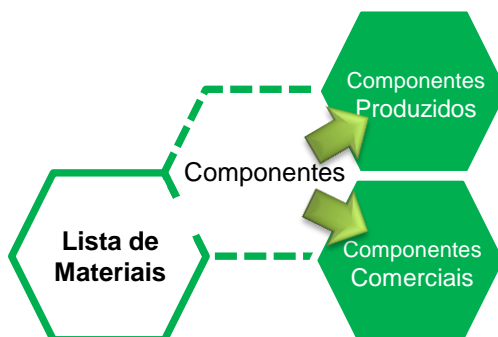 Componentes
Produzidos
Componentes
Lista de
Materiais
Componentes
Comerciais